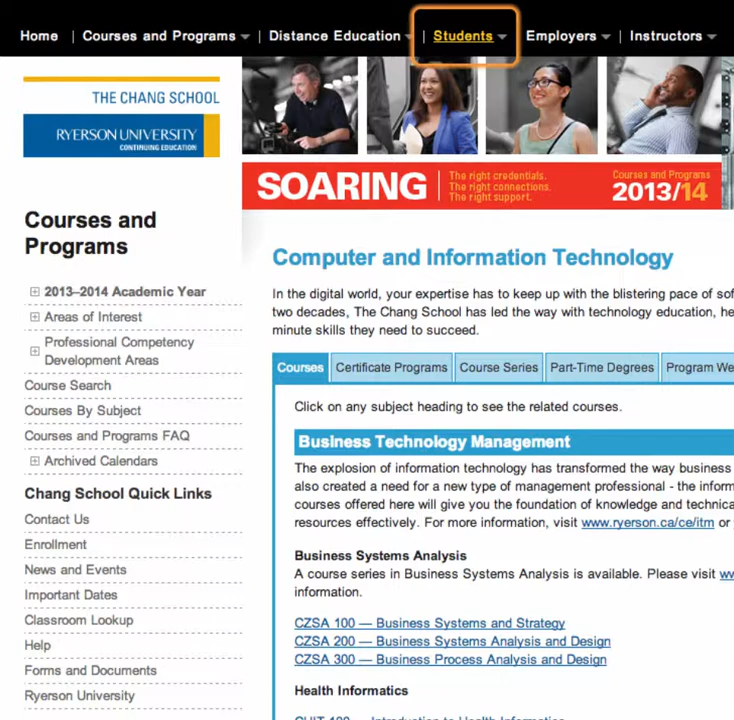 Home | Courses and Programs | Distance Education | Students Employers | Instructors
THE CHANG SCHOOL
RYERSON UNIVERSITY
CONTINUING EDUCATION
SOARING
The right credentials.
The right connections.
The right support.
Courses and Programs
2013/14
Courses and
Programs
2013–2014 Academic Year
Areas of Interest
Professional Competency
Development Areas
Course Search
Courses By Subject
Courses and Programs FAQ
Archived Calendars
Chang School Quick Links
Contact Us
Enrollment
News and Events
Important Dates
Classroom Lookup
Help
Forms and Documents
Ryerson University
Computer and Information Technology
In the digital world, your expertise has to keep up with the blistering pace of sof
two decades, The Chang School has led the way with technology education, he
minute skills they need to succeed.
Courses Certificate Programs Course Series Part-Time Degrees Program We
Click on any subject heading to see the related courses.
Business Technology Management
The explosion of information technology has transformed the way business
also created a need for a new type of management professional - the inform
courses offered here will give you the foundation of knowledge and technica
resources effectively. For more information, visit www.ryerson.ca/ce/itm or
Business Systems Analysis
A course series in Business Systems Analysis is available. Please visit ww
information.
CZSA 100 — Business Systems and Strategy
CZSA 200 — Business Systems Analysis and Design
CZSA 300 — Business Process Analysis and Design
Health Informatics